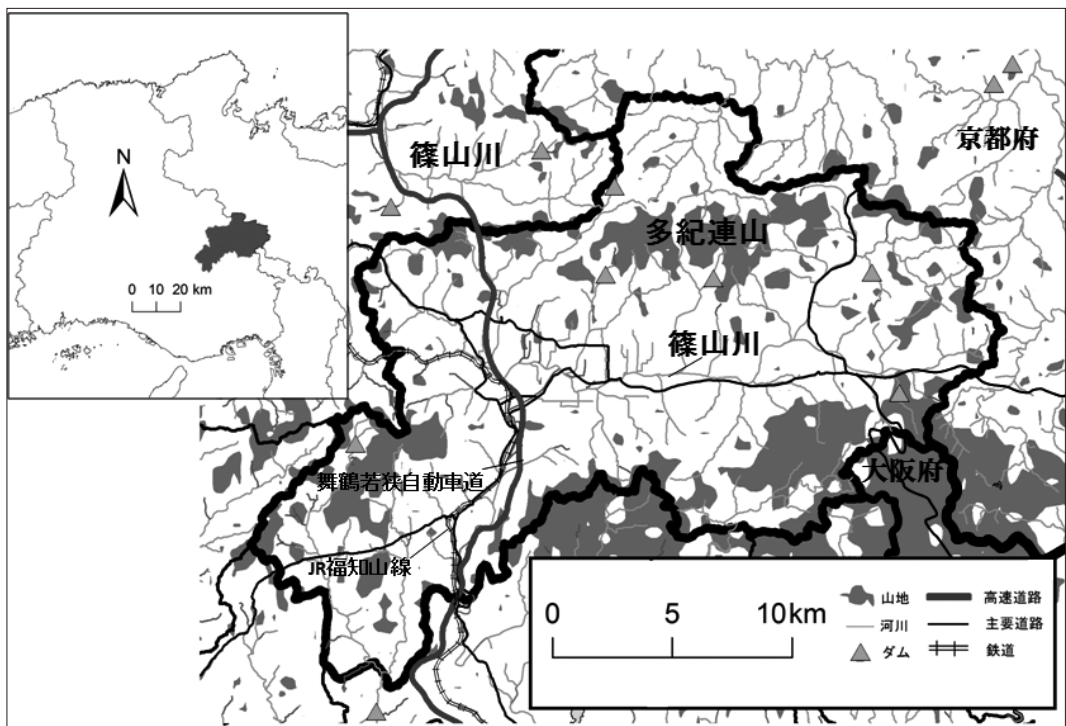 N
0 10 20 km
篠山川
京都府
多紀連山
篠山川
大阪府
舞鶴若狭自動車道
JR福知山線
0 5 10km
山地
高速道路
河川
主要道路
ダム
鉄道